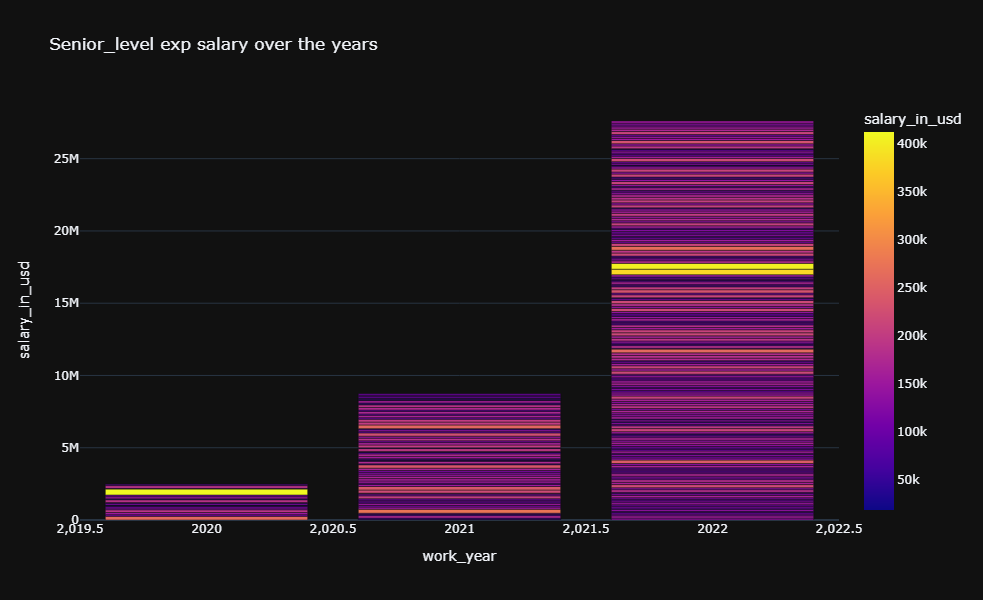 Senior_level exp salary over the years
salary_in_usd
400k
350k
300k
250k
200k
150k
100k
50k
25M
20M
15M
10M
5M
0
salary_in_usd
2,019.5
2020
2,020.5
2021
2,021.5
2022
2,022.5
work_year